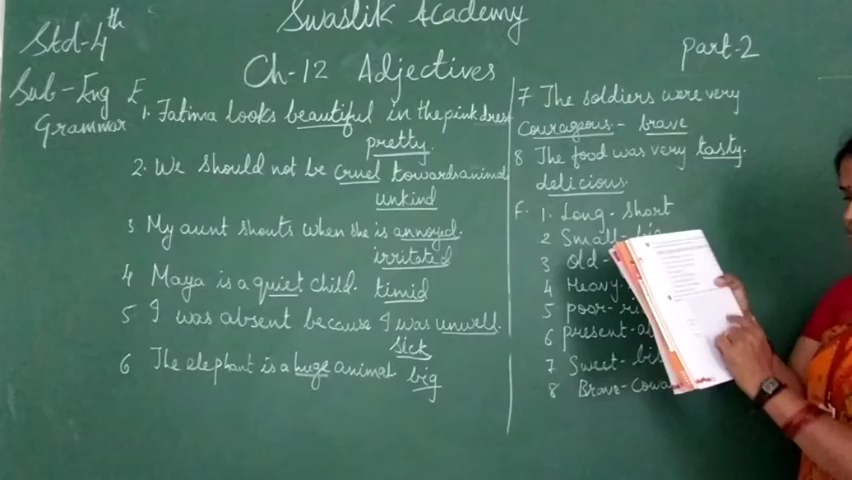 Swastik Academy
Std-4th
Part-2
Ch-12 Adjectives
Sub-Eng
Grammar
E
1. Fatima looks beautiful in the pink dress
pretty.
2. We should not be cruel towards animal
unkind
3 My aunt shouts when she is annoyed.
irritated
4 Maya is a quiet child. timid
5 I was absent because I was unwell.
Sick
6 The elephant is a huge animal. big
7 The soldiers were very
courageous - brave
8 The food was very tasty.
delicious.
F. 1. Long - Short
2 Small - big
3 old -
4 Heavy -
5 poor -
6 present -
7 Sweet -
8 Brave -